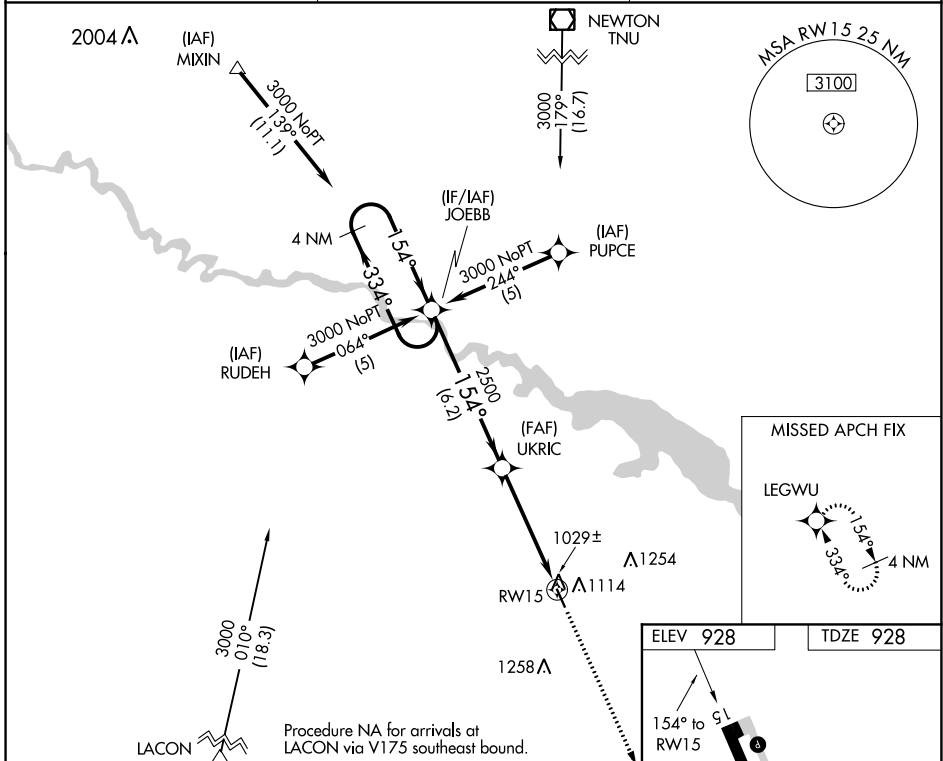 2004
(IAF)
MIXIN
3000 NoPT
139°
(11.1)
NEWTON
TNU
3000
179°
(16.7)
MSA RW15 25 NM
3100
(IF/IAF)
JOEBB
4 NM
154°
334°
(IAF)
PUPCE
3000 NoPT
244°
(5)
3000 NoPT
064°
(5)
(IAF)
RUDEH
2500
154°
(6.2)
(FAF)
UKRIC
MISSED APCH FIX
LEGWU
154°
334°
4 NM
1029±
1254
1114
RW15
3000
010°
(18.3)
1258
ELEV 928
TDZE 928
154° to
RW15
15
P
LACON
Procedure NA for arrivals at
LACON via V175 southeast bound.